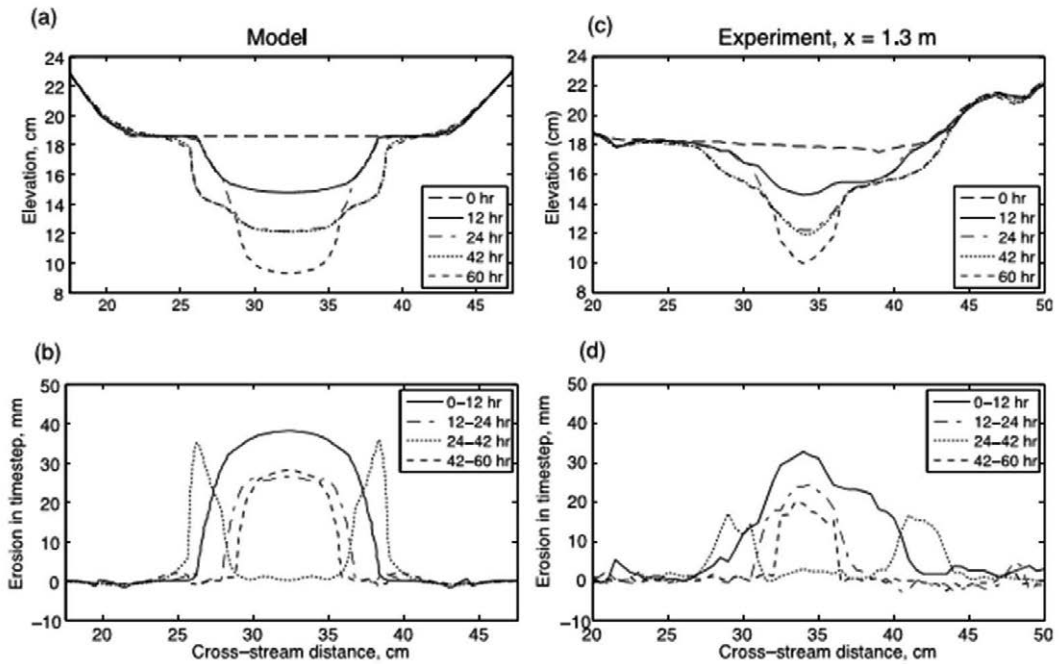 (a)
Model
Elevation, cm
24
22
20
18
16
14
12
10
8
0 hr
12 hr
24 hr
42 hr
60 hr
20
25
30
35
40
45
(c)
Experiment, x = 1.3 m
Elevation (cm)
24
22
20
18
16
14
12
10
8
0 hr
12 hr
24 hr
42 hr
60 hr
20
25
30
35
40
45
50
(b)
Erosion in timestep, mm
50
40
30
20
10
0
−10
0−12 hr
12−24 hr
24−42 hr
42−60 hr
20
25
30
35
40
45
Cross−stream distance, cm
(d)
Erosion in timestep, mm
50
40
30
20
10
0
−10
0−12 hr
12−24 hr
24−42 hr
42−60 hr
20
25
30
35
40
45
50
Cross−stream distance, cm